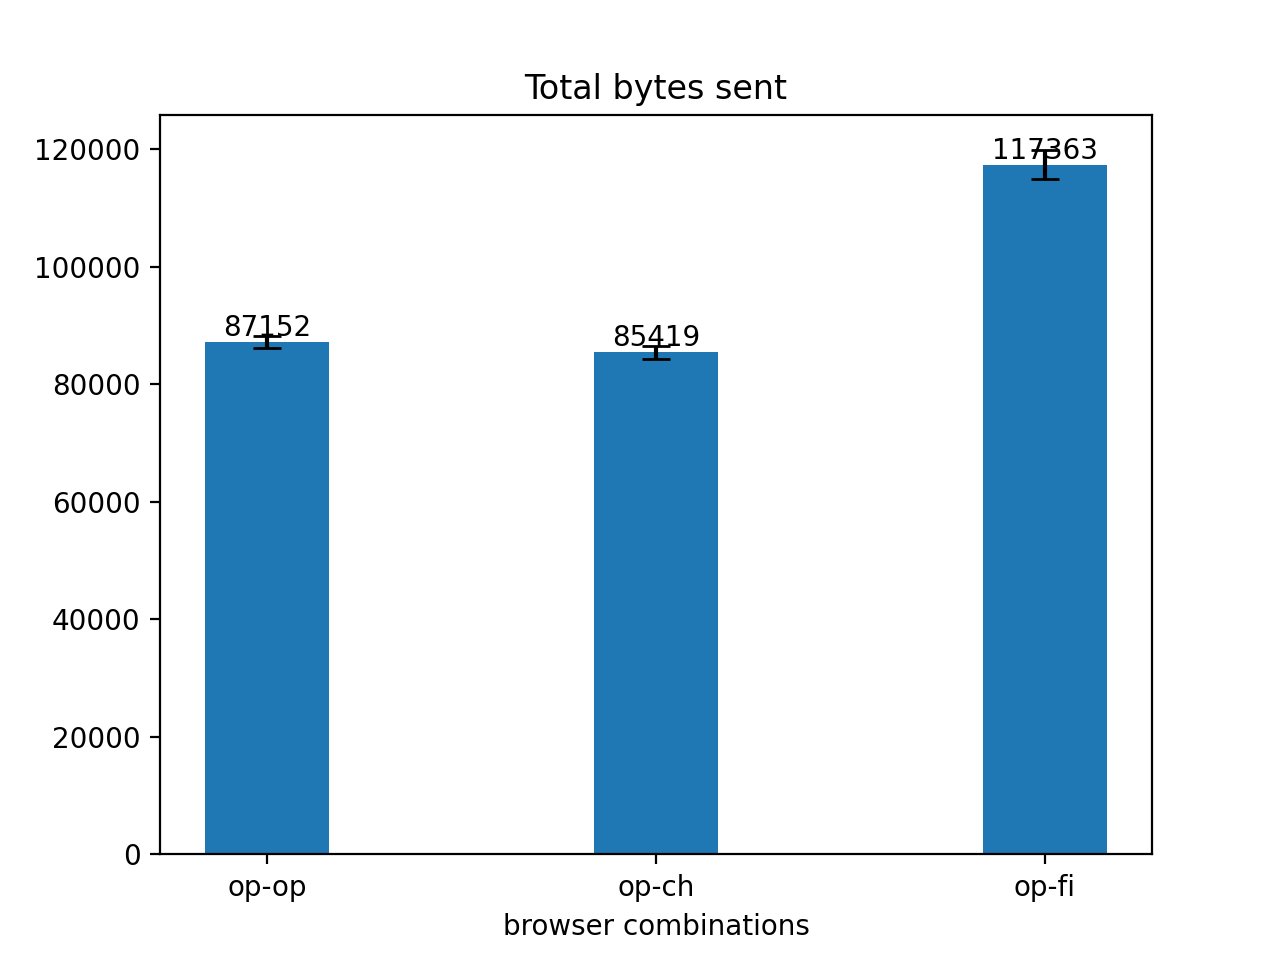 Total bytes sent
120000
100000
80000
60000
40000
20000
0
87152
85419
117363
op-op
op-ch
op-fi
browser combinations